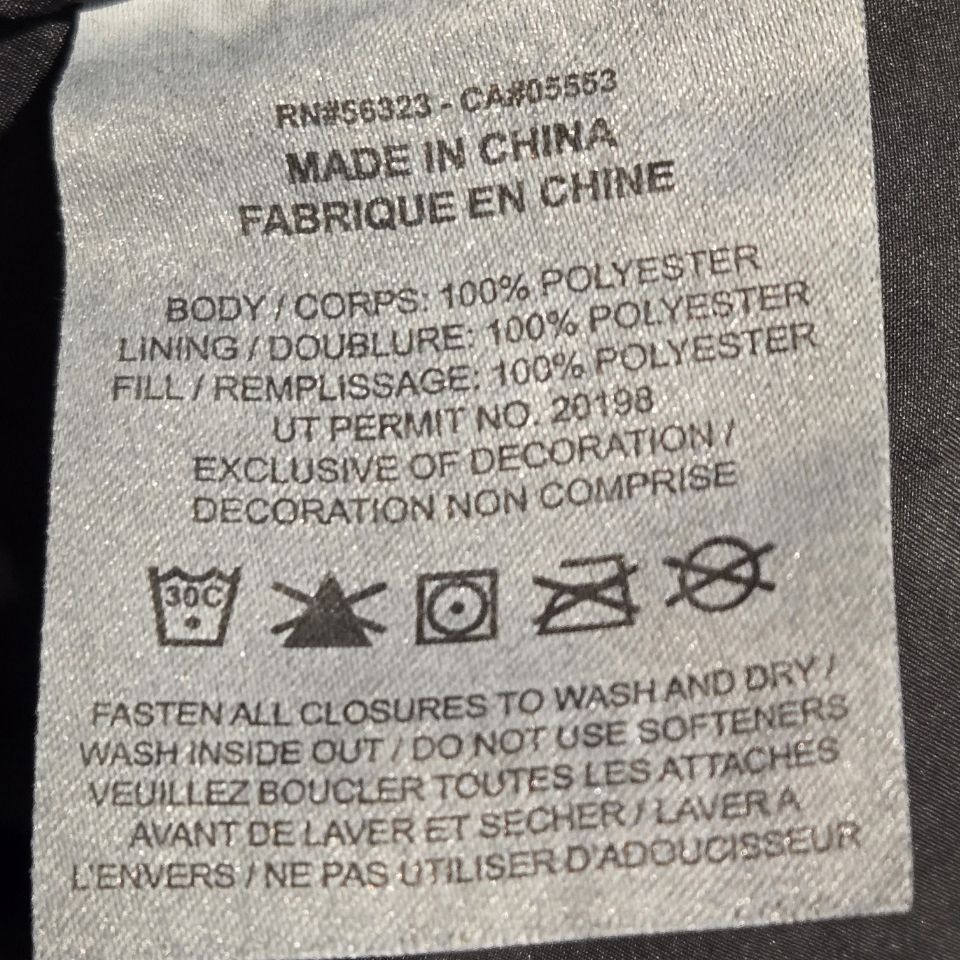 RN#56323 - CA#05553
MADE IN CHINA
FABRIQUE EN CHINE
BODY / CORPS: 100% POLYESTER
LINING / DOUBLURE: 100% POLYESTER
FILL / REMPLISSAGE: 100% POLYESTER
UT PERMIT NO. 20198
EXCLUSIVE OF DECORATION /
DECORATION NON COMPRISE
30C
FASTEN ALL CLOSURES TO WASH AND DRY /
WASH INSIDE OUT / DO NOT USE SOFTENERS
VEUILLEZ BOUCLER TOUTES LES ATTACHES
AVANT DE LAVER ET SECHER / LAVER A
L'ENVERS / NE PAS UTILISER D'ADOUCISSEUR